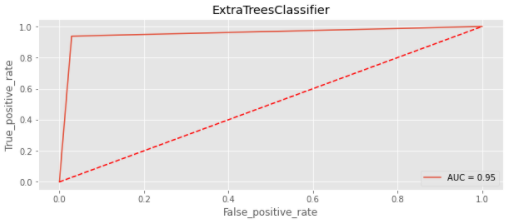 ExtraTreesClassifier
True_positive_rate
1.0
0.8
0.6
0.4
0.2
0.0
AUC = 0.95
0.0 0.2 0.4 0.6 0.8 1.0
False_positive_rate